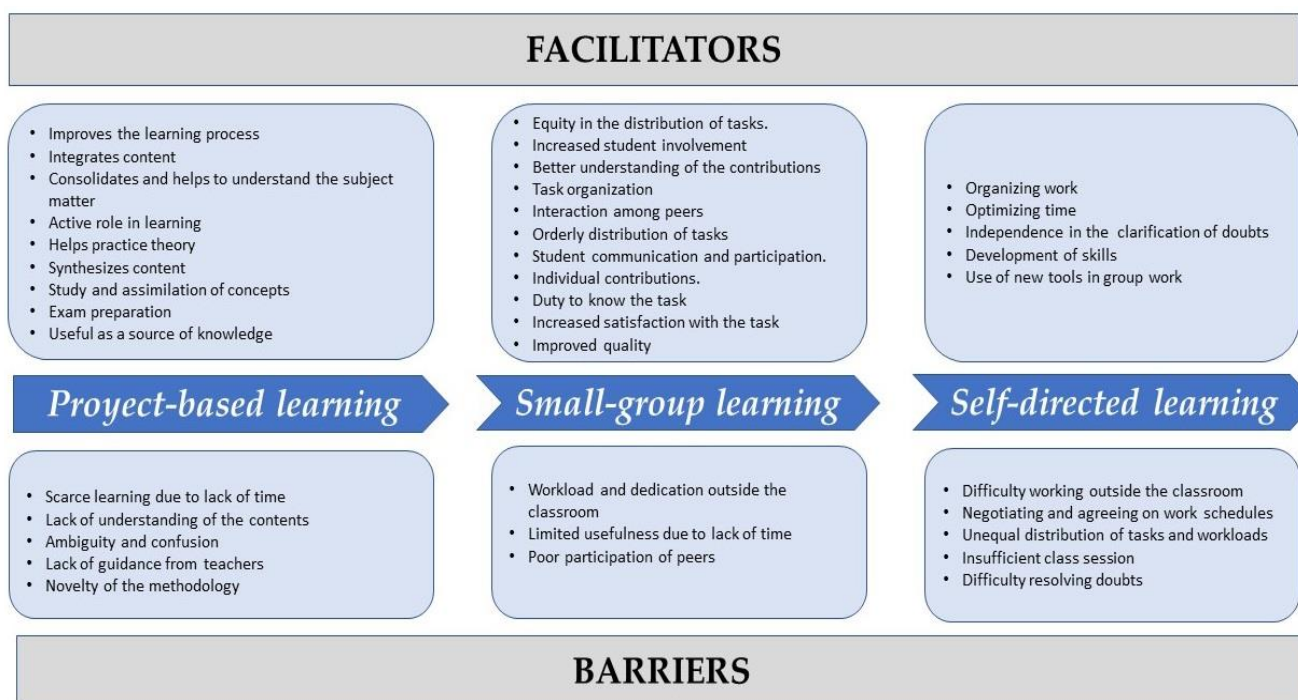 FACILITATORS
• Improves the learning process
• Integrates content
• Consolidates and helps to understand the subject
matter
• Active role in learning
• Helps practice theory
• Synthesizes content
• Study and assimilation of concepts
• Exam preparation
• Useful as a source of knowledge
• Equity in the distribution of tasks.
• Increased student involvement
• Better understanding of the contributions
• Task organization
• Interaction among peers
• Orderly distribution of tasks
• Student communication and participation.
• Individual contributions.
• Duty to know the task
• Increased satisfaction with the task
• Improved quality
• Organizing work
• Optimizing time
• Independence in the clarification of doubts
• Development of skills
• Use of new tools in group work
Proyect-based learning
Small-group learning
Self-directed learning
• Scarce learning due to lack of time
• Lack of understanding of the contents
• Ambiguity and confusion
• Lack of guidance from teachers
• Novelty of the methodology
• Workload and dedication outside the
classroom
• Limited usefulness due to lack of time
• Poor participation of peers
• Difficulty working outside the classroom
• Negotiating and agreeing on work schedules
• Unequal distribution of tasks and workloads
• Insufficient class session
• Difficulty resolving doubts
BARRIERS